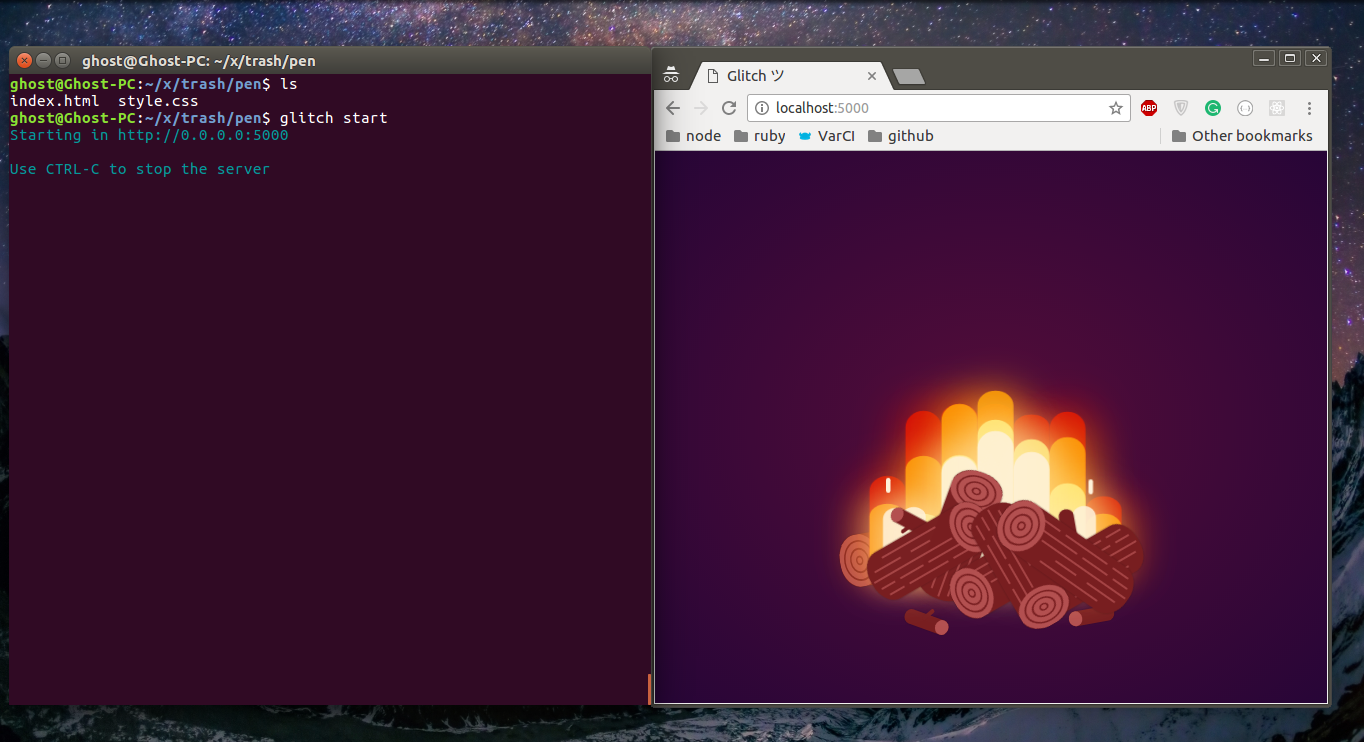 ghost@Ghost-PC: ~/x/trash/pen
ghost@Ghost-PC:~/x/trash/pen$ ls
index.html  style.css
ghost@Ghost-PC:~/x/trash/pen$ glitch start
Starting in http://0.0.0.0:5000
Use CTRL-C to stop the server
Glitch ツ
localhost:5000
ABP
node ruby VarCI github Other bookmarks